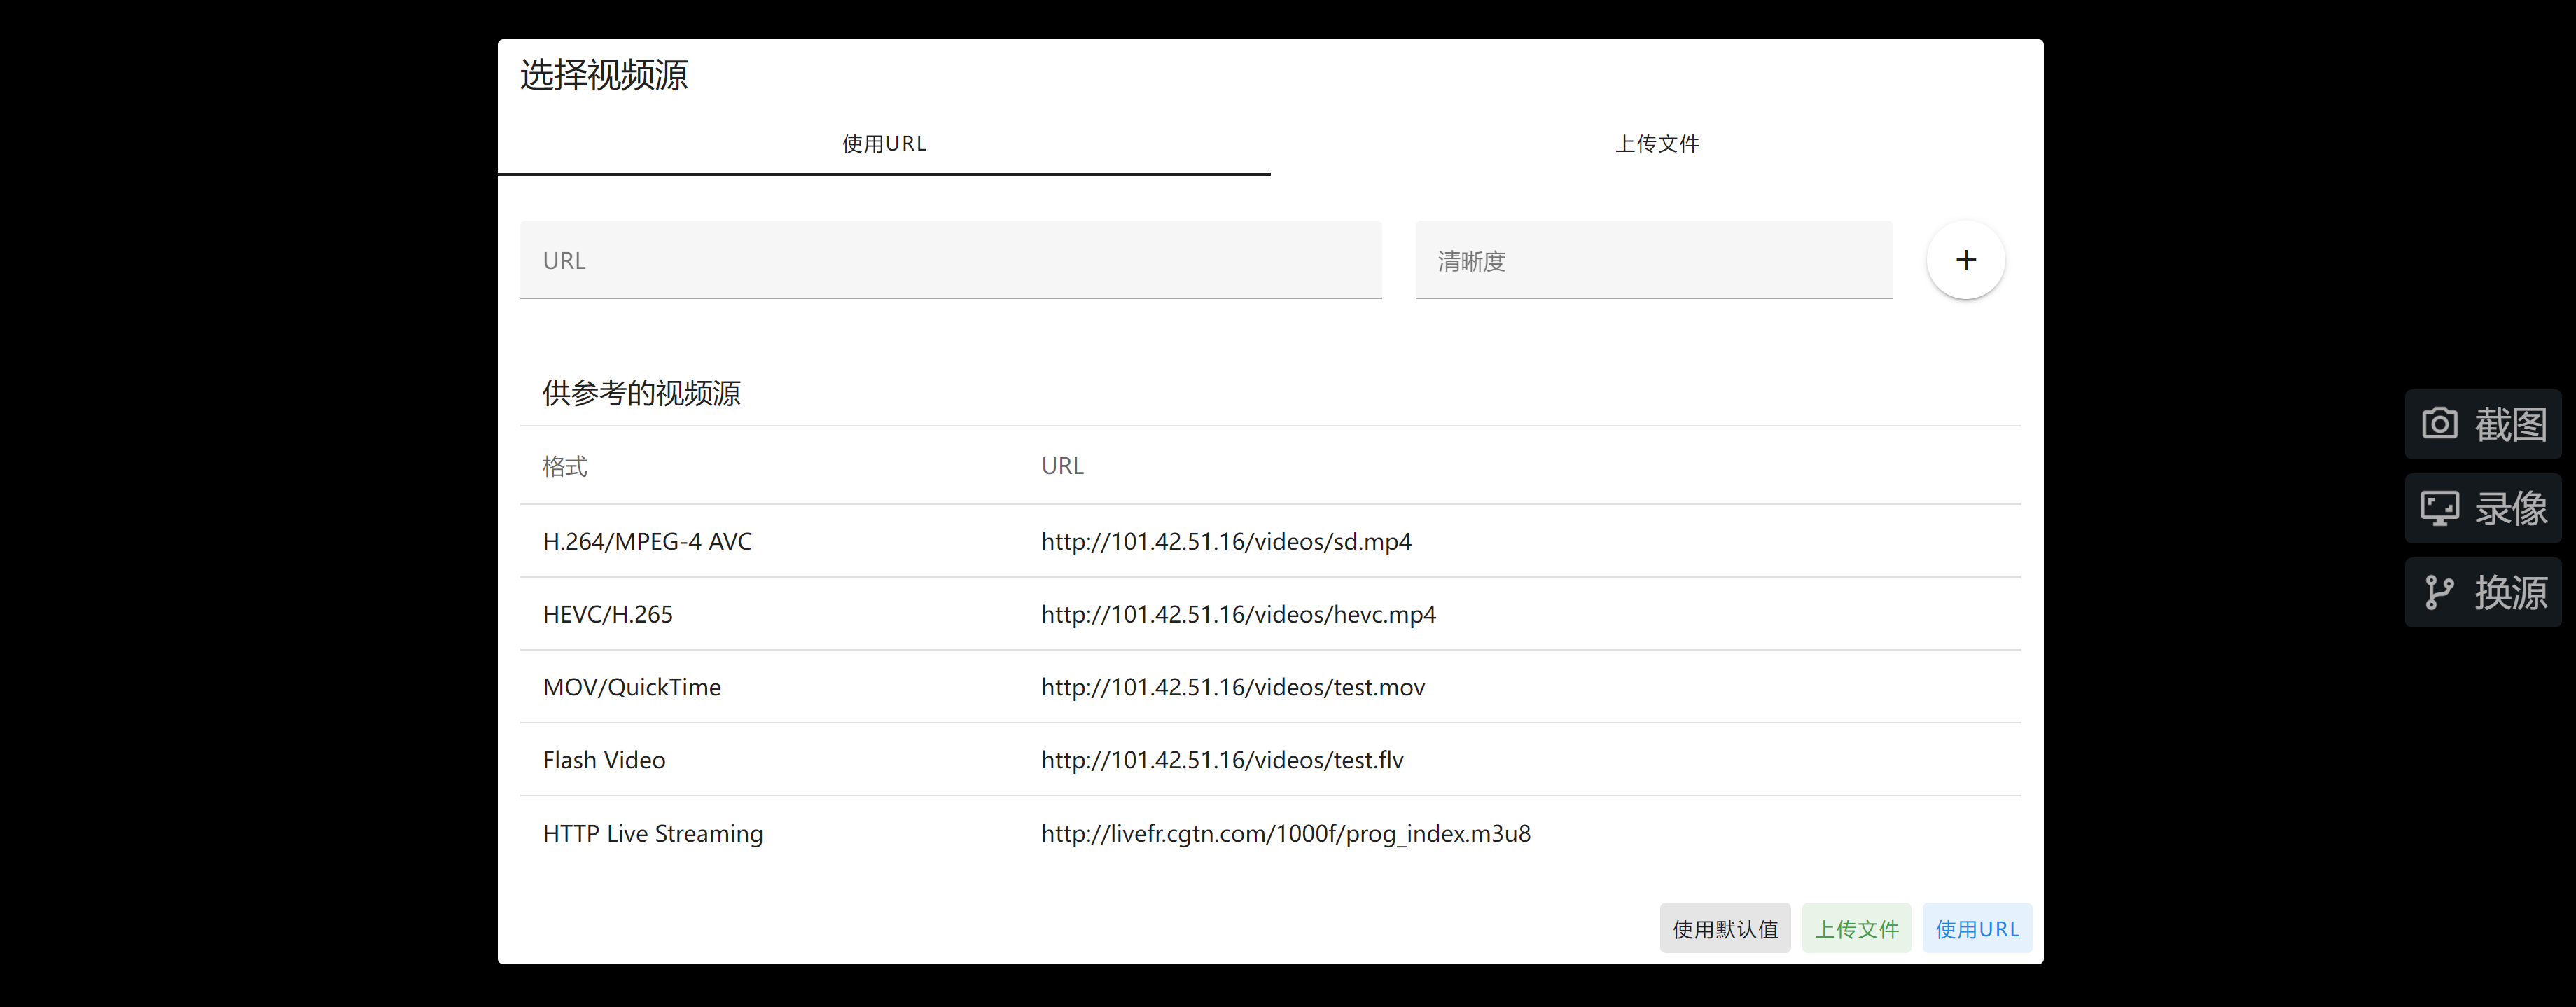 选择视频源
使用URL 上传文件
URL 清晰度 +
供参考的视频源
格式 URL
H.264/MPEG-4 AVC http://101.42.51.16/videos/sd.mp4
HEVC/H.265 http://101.42.51.16/videos/hevc.mp4
MOV/QuickTime http://101.42.51.16/videos/test.mov
Flash Video http://101.42.51.16/videos/test.flv
HTTP Live Streaming http://livefr.cgtn.com/1000f/prog_index.m3u8
使用默认值 上传文件 使用URL
截图
录像
换源